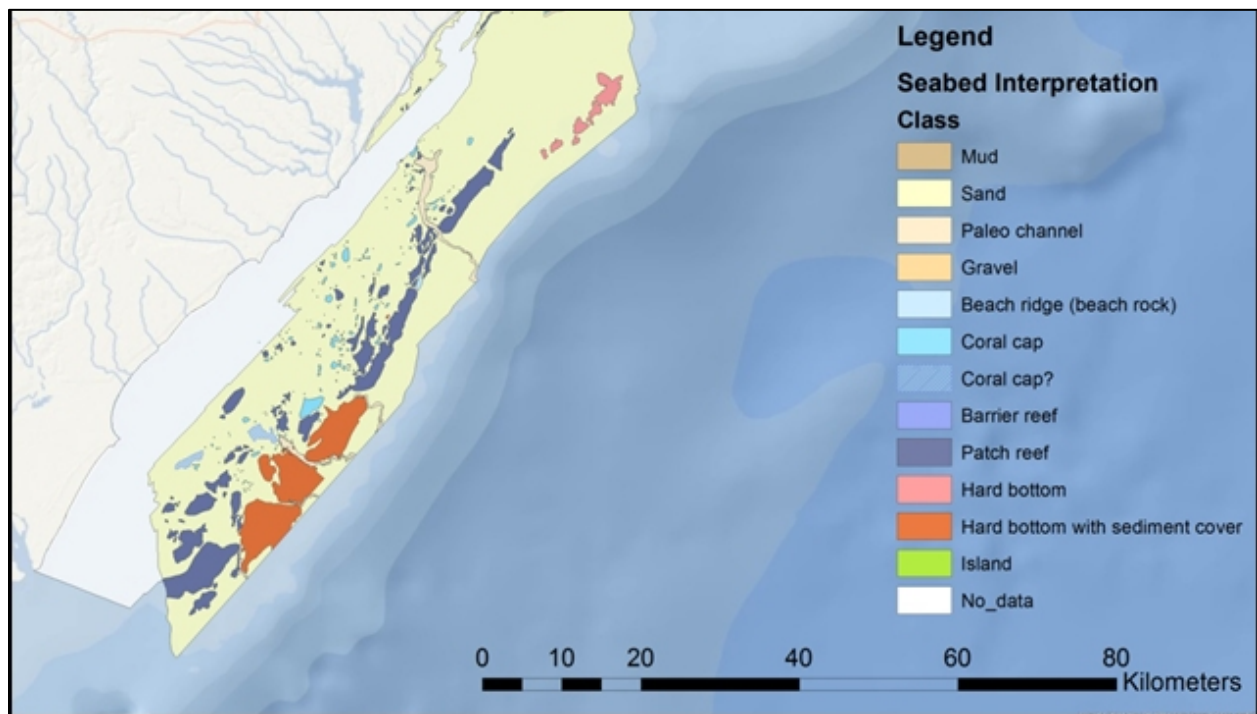 Legend
Seabed Interpretation
Class
Mud
Sand
Paleo channel
Gravel
Beach ridge (beach rock)
Coral cap
Coral cap?
Barrier reef
Patch reef
Hard bottom
Hard bottom with sediment cover
Island
No_data
0 10 20 40 60 80
Kilometers